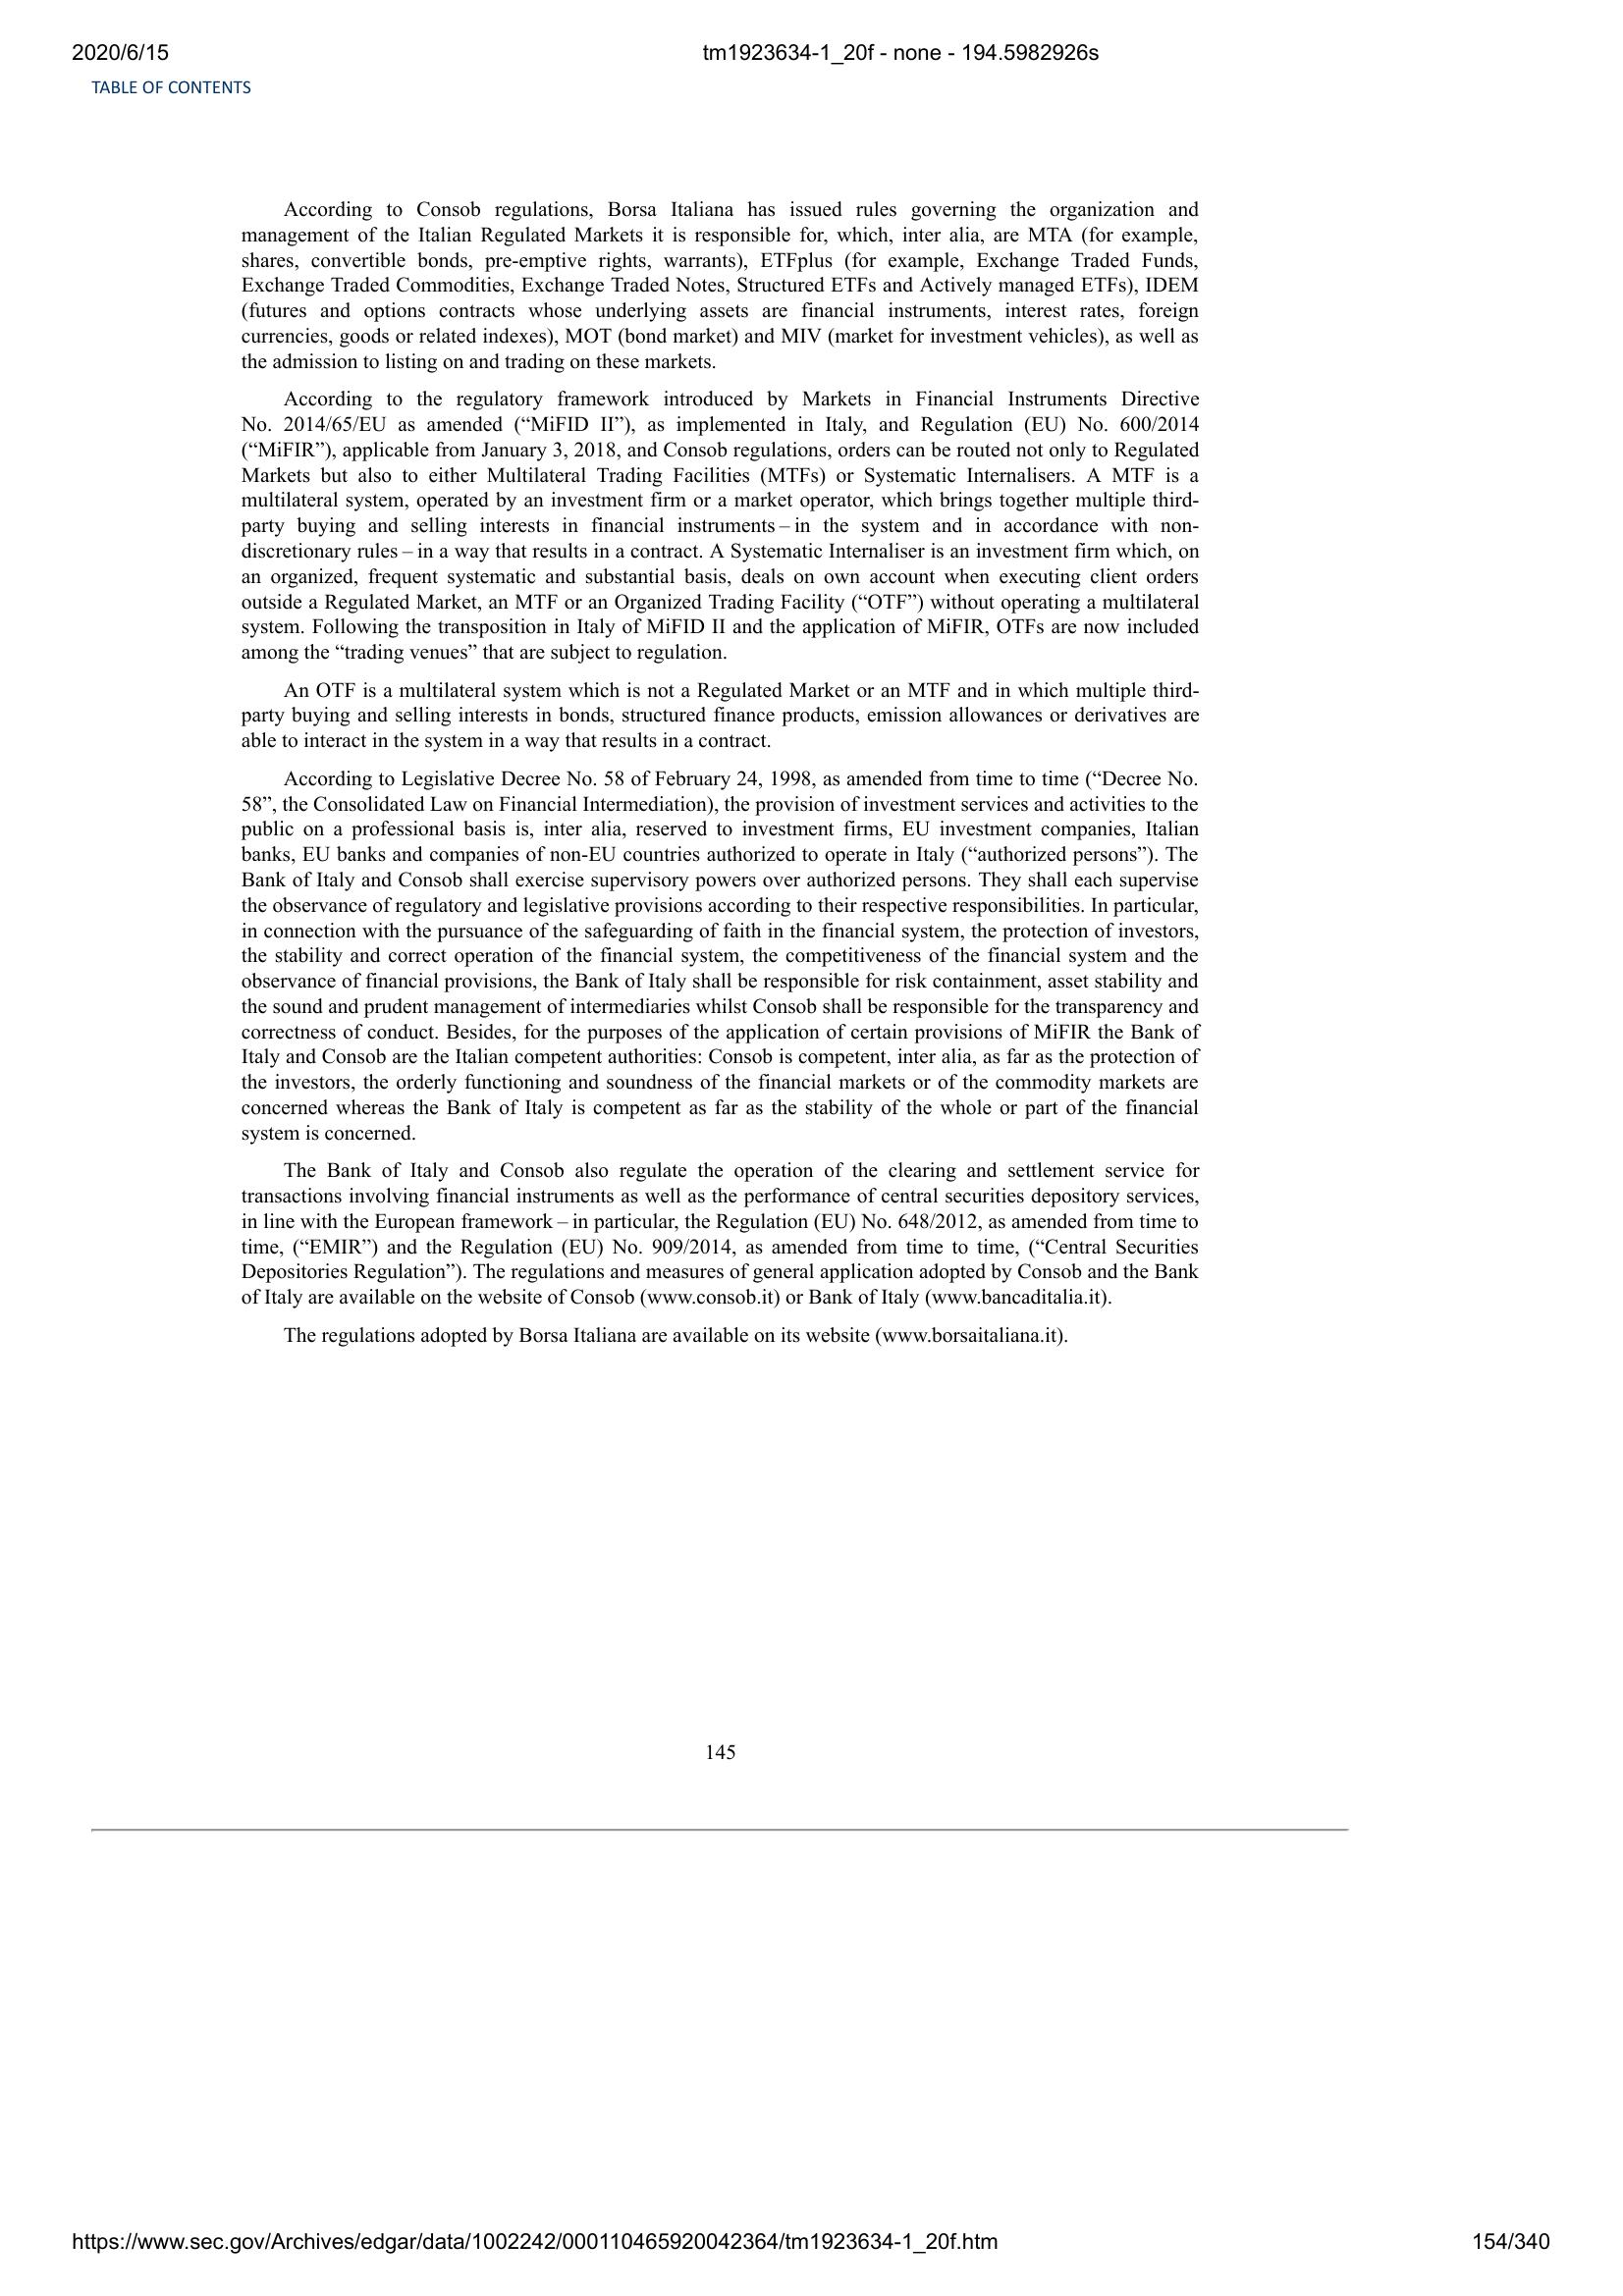 2020/6/15 tm1923634-1_20f - none - 194.5982926s
TABLE OF CONTENTS
According to Consob regulations, Borsa Italiana has issued rules governing the organization and
management of the Italian Regulated Markets it is responsible for, which, inter alia, are MTA (for example,
shares, convertible bonds, pre-emptive rights, warrants), ETFplus (for example, Exchange Traded Funds,
Exchange Traded Commodities, Exchange Traded Notes, Structured ETFs and Actively managed ETFs), IDEM
(futures and options contracts whose underlying assets are financial instruments, interest rates, foreign
currencies, goods or related indexes), MOT (bond market) and MIV (market for investment vehicles), as well as
the admission to listing on and trading on these markets.
According to the regulatory framework introduced by Markets in Financial Instruments Directive
No. 2014/65/EU as amended (“MiFID II”), as implemented in Italy, and Regulation (EU) No. 600/2014
(“MiFIR”), applicable from January 3, 2018, and Consob regulations, orders can be routed not only to Regulated
Markets but also to either Multilateral Trading Facilities (MTFs) or Systematic Internalisers. A MTF is a
multilateral system, operated by an investment firm or a market operator, which brings together multiple third-
party buying and selling interests in financial instruments – in the system and in accordance with non-
discretionary rules – in a way that results in a contract. A Systematic Internaliser is an investment firm which, on
an organized, frequent systematic and substantial basis, deals on own account when executing client orders
outside a Regulated Market, an MTF or an Organized Trading Facility (“OTF”) without operating a multilateral
system. Following the transposition in Italy of MiFID II and the application of MiFIR, OTFs are now included
among the “trading venues” that are subject to regulation.
An OTF is a multilateral system which is not a Regulated Market or an MTF and in which multiple third-
party buying and selling interests in bonds, structured finance products, emission allowances or derivatives are
able to interact in the system in a way that results in a contract.
According to Legislative Decree No. 58 of February 24, 1998, as amended from time to time (“Decree No.
58”, the Consolidated Law on Financial Intermediation), the provision of investment services and activities to the
public on a professional basis is, inter alia, reserved to investment firms, EU investment companies, Italian
banks, EU banks and companies of non-EU countries authorized to operate in Italy (“authorized persons”). The
Bank of Italy and Consob shall exercise supervisory powers over authorized persons. They shall each supervise
the observance of regulatory and legislative provisions according to their respective responsibilities. In particular,
in connection with the pursuance of the safeguarding of faith in the financial system, the protection of investors,
the stability and correct operation of the financial system, the competitiveness of the financial system and the
observance of financial provisions, the Bank of Italy shall be responsible for risk containment, asset stability and
the sound and prudent management of intermediaries whilst Consob shall be responsible for the transparency and
correctness of conduct. Besides, for the purposes of the application of certain provisions of MiFIR the Bank of
Italy and Consob are the Italian competent authorities: Consob is competent, inter alia, as far as the protection of
the investors, the orderly functioning and soundness of the financial markets or of the commodity markets are
concerned whereas the Bank of Italy is competent as far as the stability of the whole or part of the financial
system is concerned.
The Bank of Italy and Consob also regulate the operation of the clearing and settlement service for
transactions involving financial instruments as well as the performance of central securities depository services,
in line with the European framework – in particular, the Regulation (EU) No. 648/2012, as amended from time to
time, (“EMIR”) and the Regulation (EU) No. 909/2014, as amended from time to time, (“Central Securities
Depositories Regulation”). The regulations and measures of general application adopted by Consob and the Bank
of Italy are available on the website of Consob (www.consob.it) or Bank of Italy (www.bancaditalia.it).
The regulations adopted by Borsa Italiana are available on its website (www.borsaitaliana.it).
145
https://www.sec.gov/Archives/edgar/data/1002242/000110465920042364/tm1923634-1_20f.htm 154/340